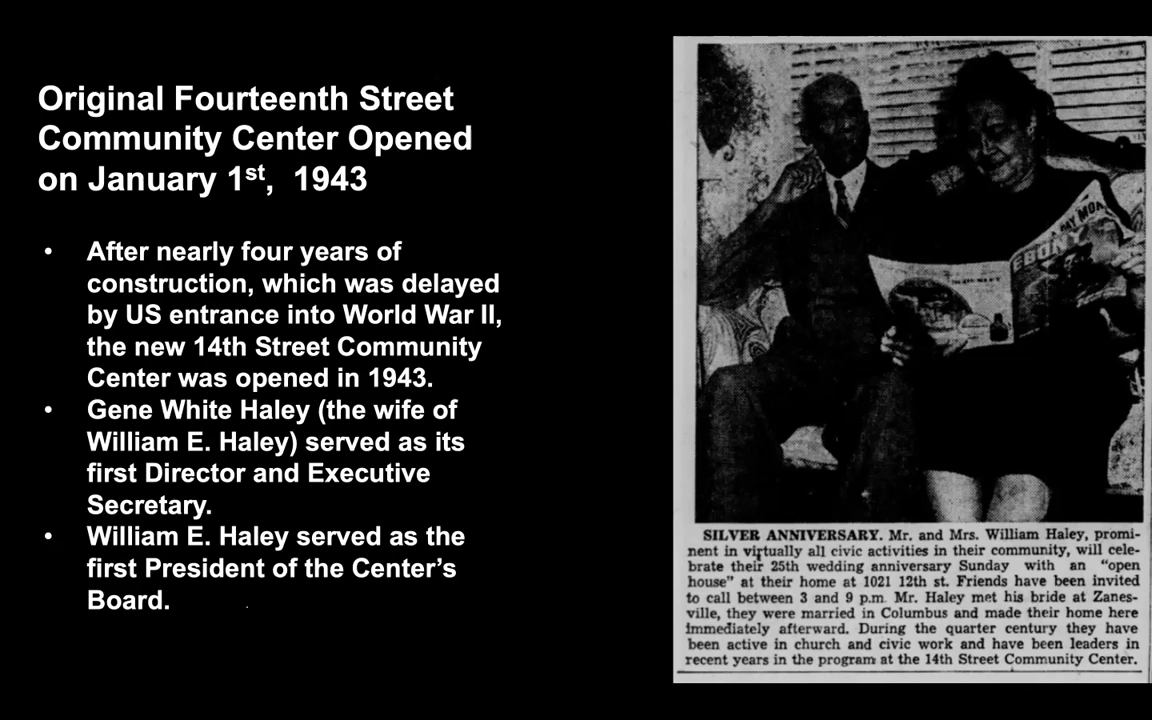 Original Fourteenth Street
Community Center Opened
on January 1st, 1943
• After nearly four years of
construction, which was delayed
by US entrance into World War II,
the new 14th Street Community
Center was opened in 1943.
• Gene White Haley (the wife of
William E. Haley) served as its
first Director and Executive
Secretary.
• William E. Haley served as the
first President of the Center’s
Board.
EBONY
SILVER ANNIVERSARY. Mr. and Mrs. William Haley, promi-
nent in virtually all civic activities in their community, will cele-
brate their 25th wedding anniversary Sunday with an “open
house” at their home at 1021 12th st. Friends have been invited
to call between 3 and 9 p.m. Mr. Haley met his bride at Zanes-
ville, they were married in Columbus and made their home here
immediately afterward. During the quarter century they have
been active in church and civic work and have been leaders in
recent years in the program at the 14th Street Community Center.